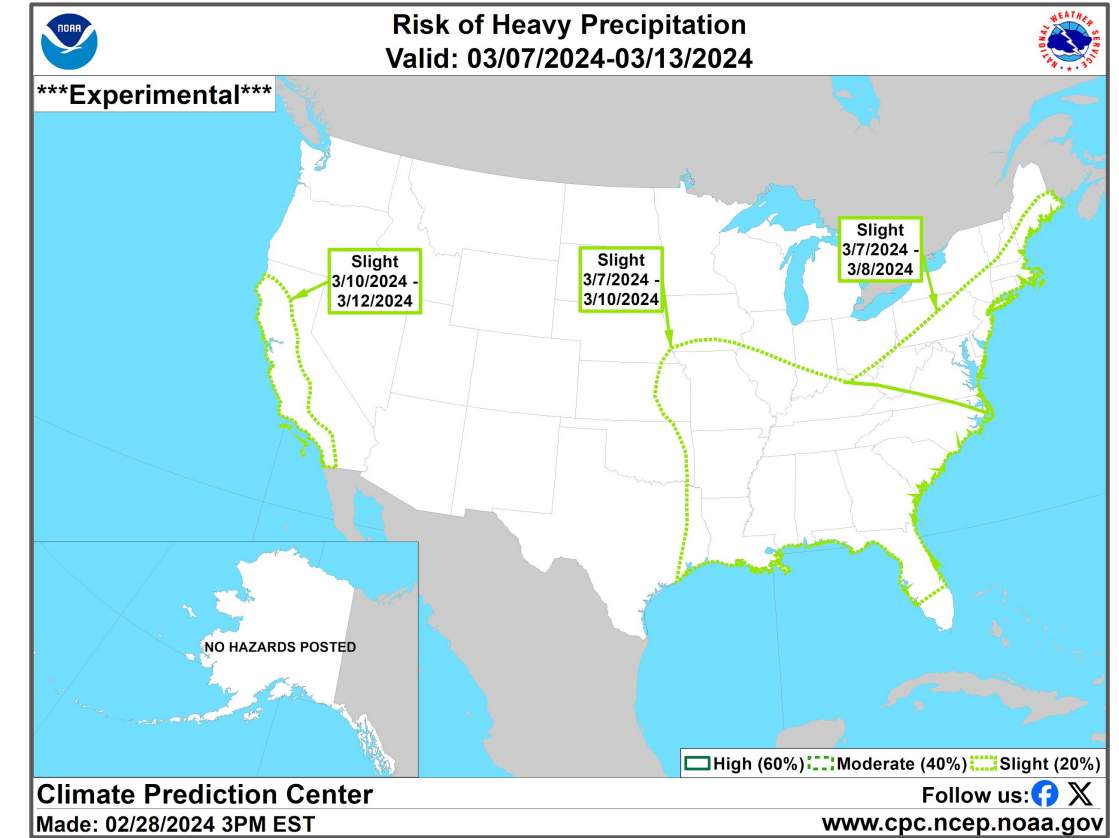 NOAA
Risk of Heavy Precipitation
Valid: 03/07/2024-03/13/2024
NATIONAL WEATHER SERVICE
***Experimental***
Slight
3/10/2024 -
3/12/2024
Slight
3/7/2024 -
3/10/2024
Slight
3/7/2024 -
3/8/2024
NO HAZARDS POSTED
High (60%) Moderate (40%) Slight (20%)
Climate Prediction Center
Follow us:
Made: 02/28/2024 3PM EST
www.cpc.ncep.noaa.gov